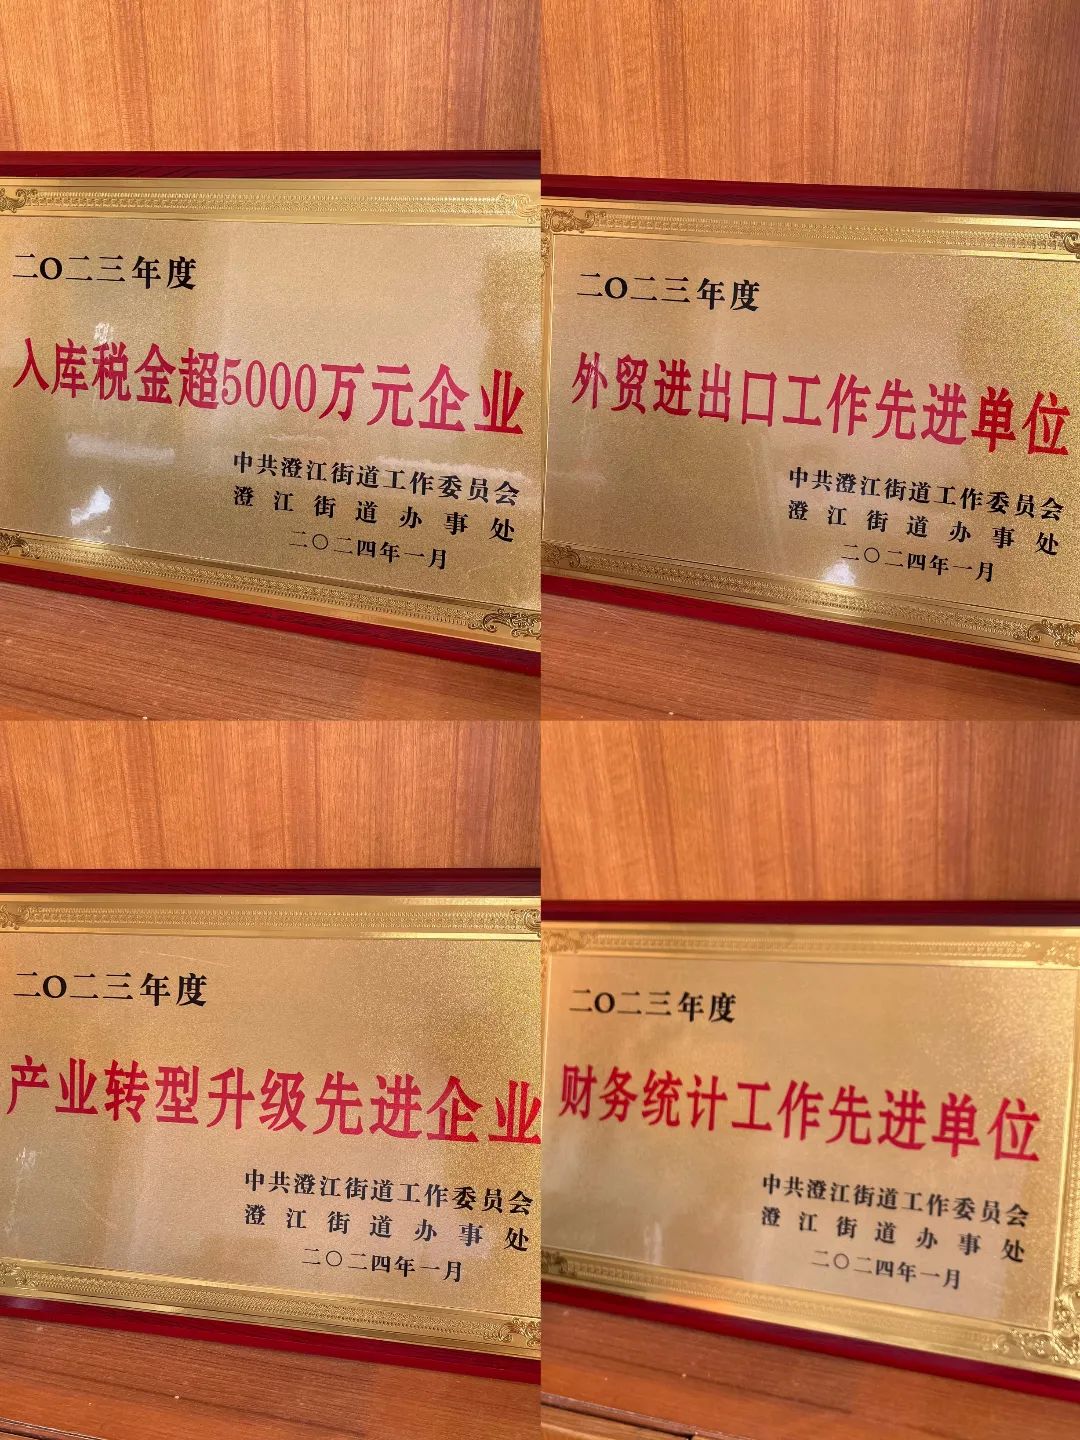 二〇二三年度
入库税金超5000万元企业
中共澄江街道工作委员会
澄江街道办事处
二〇二四年一月
二〇二三年度
外贸进出口工作先进单位
中共澄江街道工作委员会
澄江街道办事处
二〇二四年一月
二〇二三年度
产业转型升级先进企业
中共澄江街道工作委员会
澄江街道办事处
二〇二四年一月
二〇二三年度
财务统计工作先进单位
中共澄江街道工作委员会
澄江街道办事处
二〇二四年一月